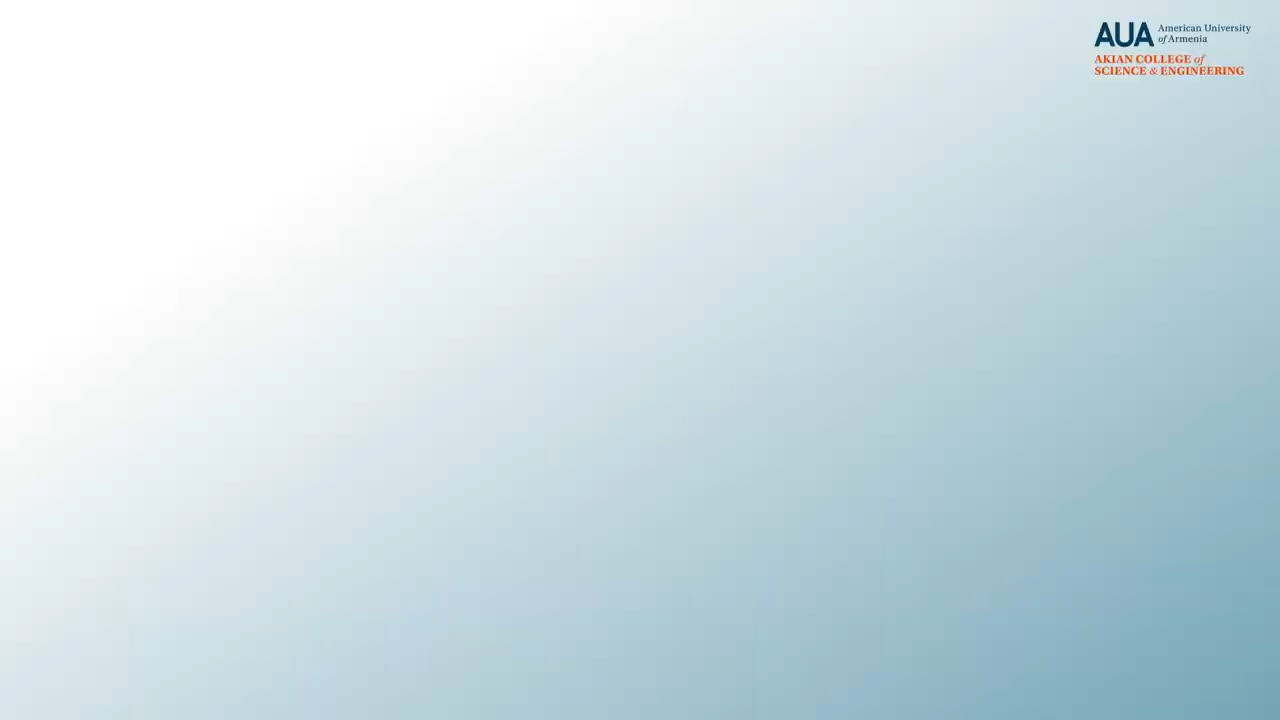 AUA American University
of Armenia
AKIAN COLLEGE of
SCIENCE & ENGINEERING